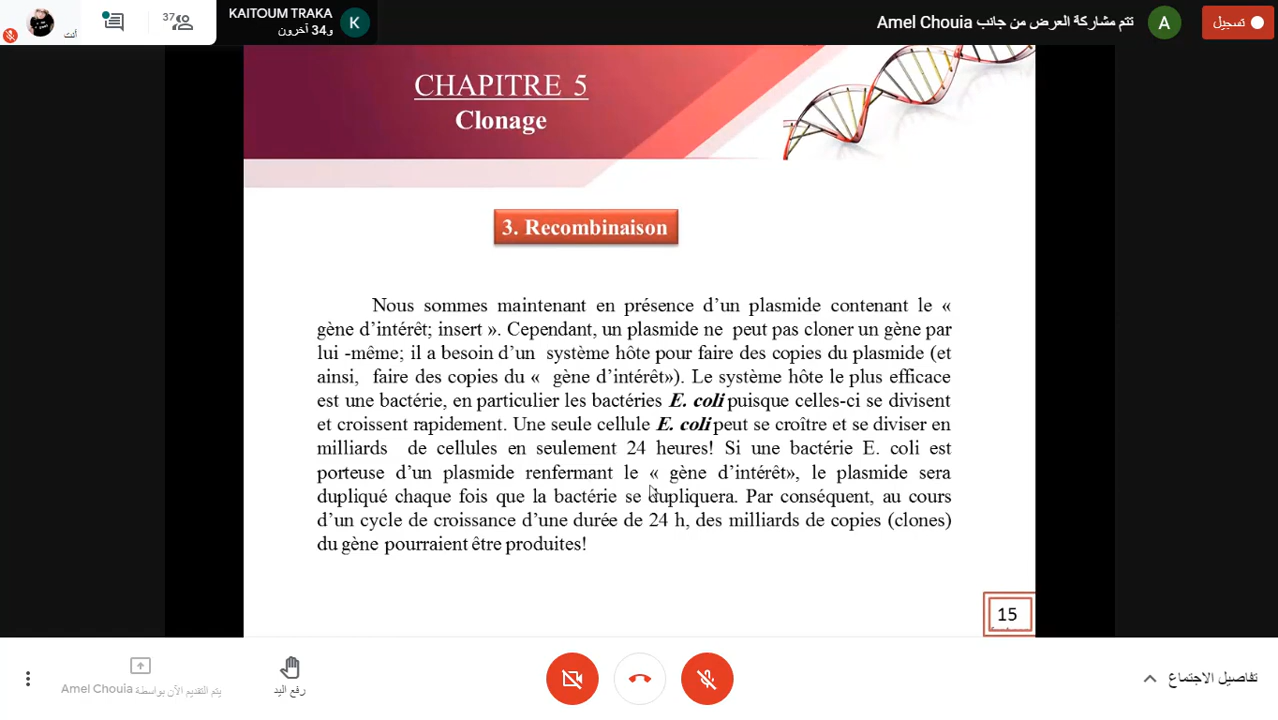 37
أنت
KAITOUM TRAKA
و34 آخرون
K
تتم مشاركة العرض من جانب Amel Chouia
A
تسجيل
CHAPITRE 5
Clonage
3. Recombinaison
Nous sommes maintenant en présence d’un plasmide contenant le «
gène d’intérêt; insert ». Cependant, un plasmide ne peut pas cloner un gène par
lui -même; il a besoin d’un système hôte pour faire des copies du plasmide (et
ainsi, faire des copies du « gène d’intérêt»). Le système hôte le plus efficace
est une bactérie, en particulier les bactéries E. coli puisque celles-ci se divisent
et croissent rapidement. Une seule cellule E. coli peut se croître et se diviser en
milliards de cellules en seulement 24 heures! Si une bactérie E. coli est
porteuse d’un plasmide renfermant le « gène d’intérêt», le plasmide sera
dupliqué chaque fois que la bactérie se dupliquera. Par conséquent, au cours
d’un cycle de croissance d’une durée de 24 h, des milliards de copies (clones)
du gène pourraient être produites!
15
يتم التقديم الآن بواسطة Amel Chouia
رفع اليد
تفاصيل الاجتماع